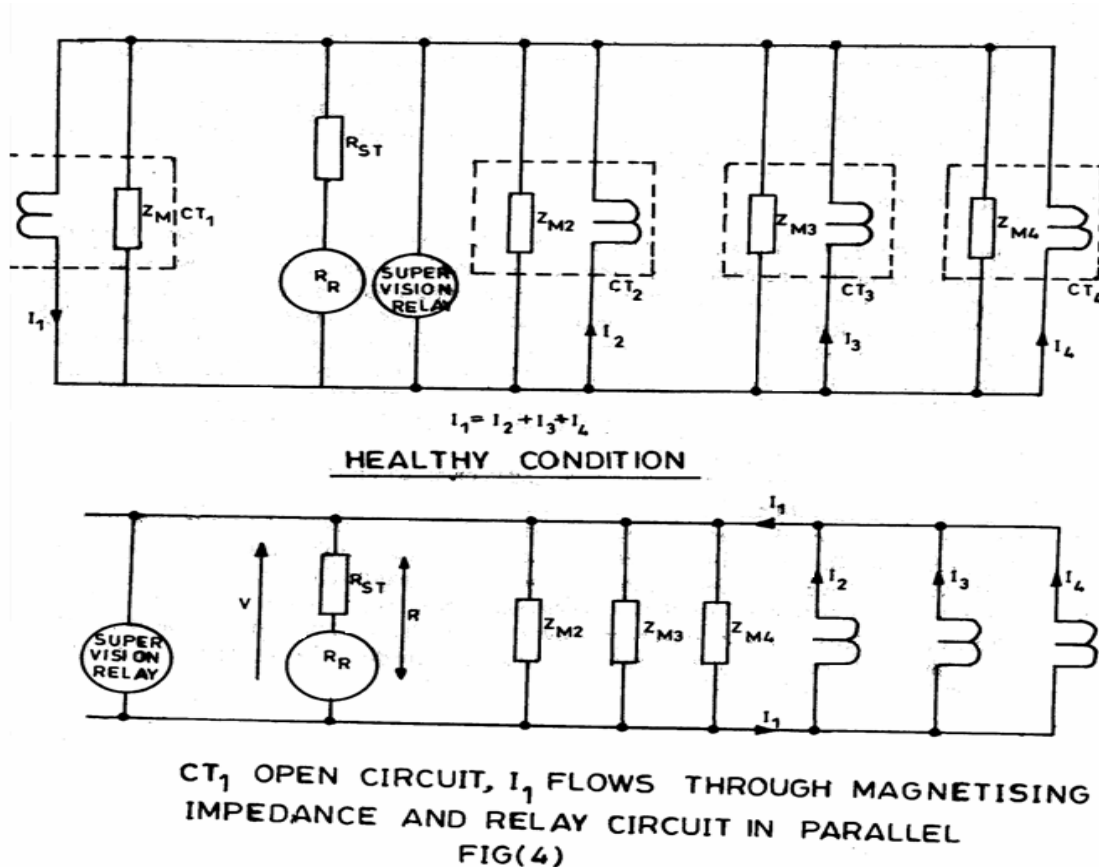 R_ST
Z_M CT_1
Z_M2
Z_M3
Z_M4
R_R
SUPER
VISION
RELAY
CT_2
CT_3
CT_4
I_1
I_2
I_3
I_4
I_1 = I_2 + I_3 + I_4
HEALTHY CONDITION
I_1
R_ST
V
R
I_2
I_3
I_4
Z_M2
Z_M3
Z_M4
SUPER
VISION
RELAY
R_R
I_1
CT_1 OPEN CIRCUIT, I_1 FLOWS THROUGH MAGNETISING
IMPEDANCE AND RELAY CIRCUIT IN PARALLEL
FIG(4)